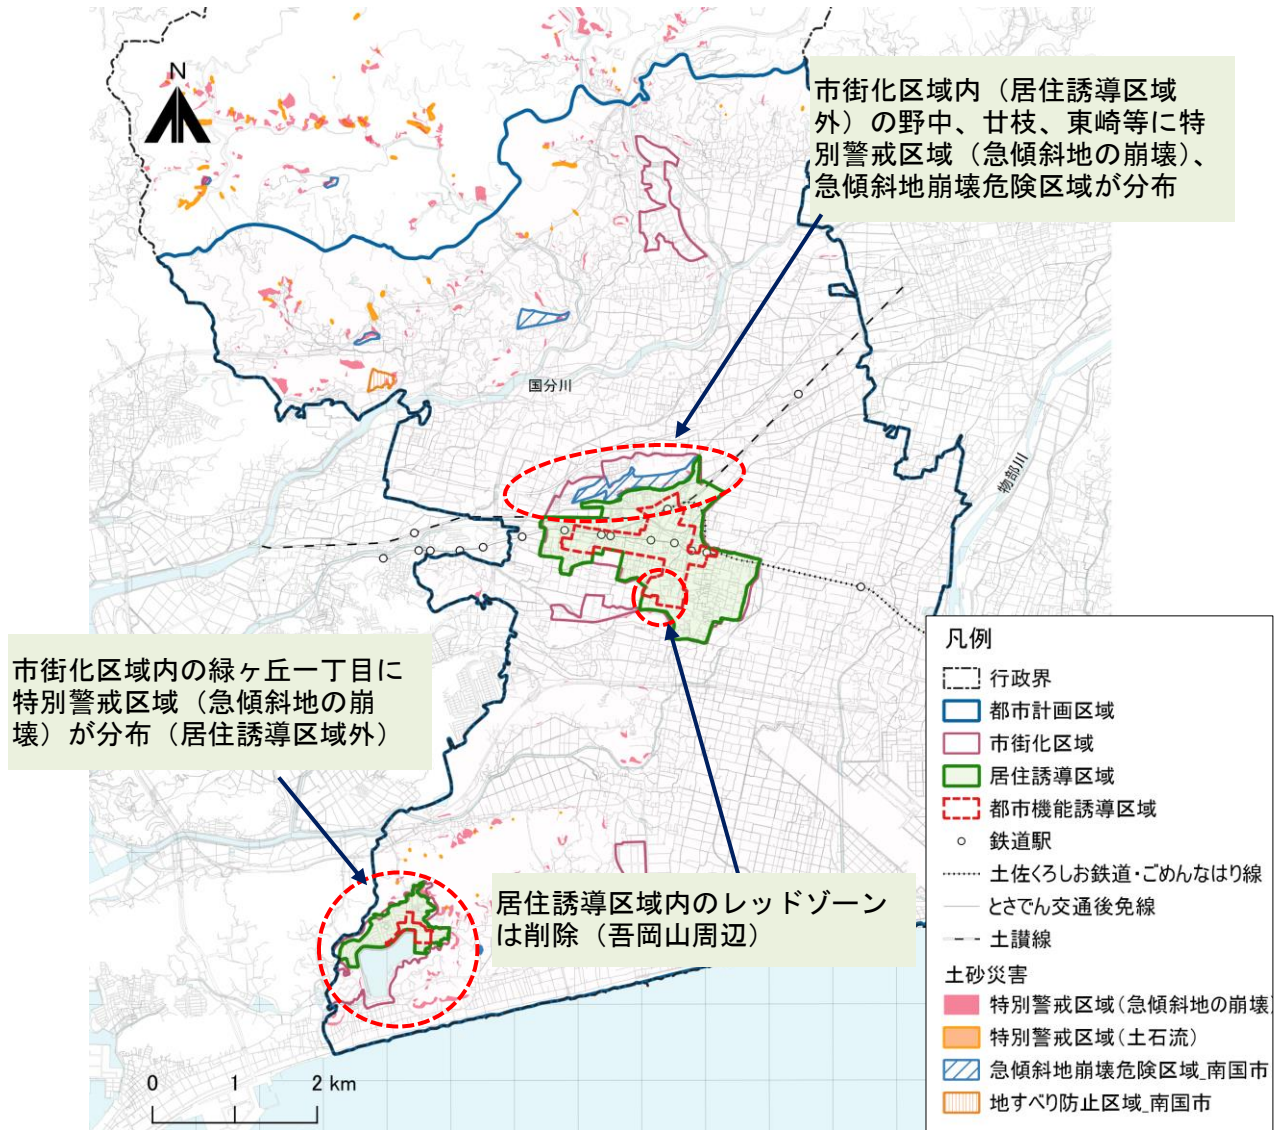 N
市街化区域内（居住誘導区域
外）の野中、廿枝、東崎等に特
別警戒区域（急傾斜地の崩壊）、
急傾斜地崩壊危険区域が分布
国分川
物部川
市街化区域内の緑ヶ丘一丁目に
特別警戒区域（急傾斜地の崩
壊）が分布（居住誘導区域外）
居住誘導区域内のレッドゾーン
は削除（吾岡山周辺）
0 1 2 km
凡例
行政界
都市計画区域
市街化区域
居住誘導区域
都市機能誘導区域
鉄道駅
土佐くろしお鉄道・ごめんなはり線
とさでん交通後免線
土讃線
土砂災害
特別警戒区域（急傾斜地の崩壊）
特別警戒区域（土石流）
急傾斜地崩壊危険区域_南国市
地すべり防止区域_南国市